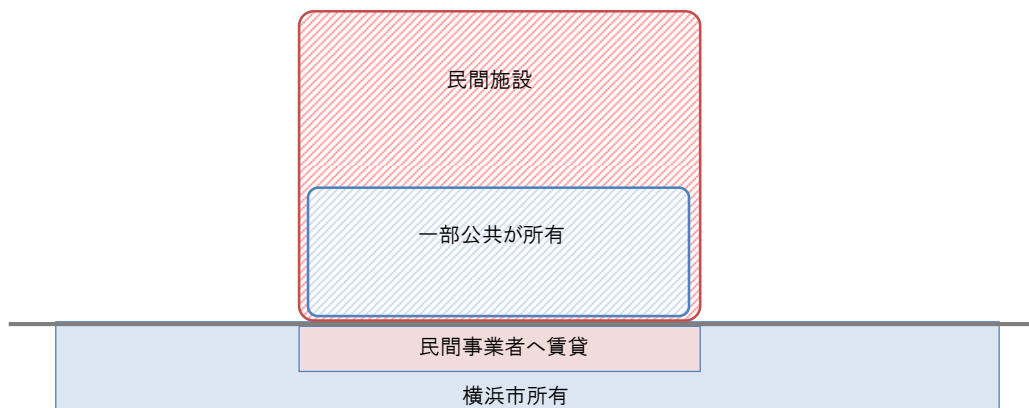 民間施設
一部公共が所有
民間事業者へ賃貸
横浜市所有